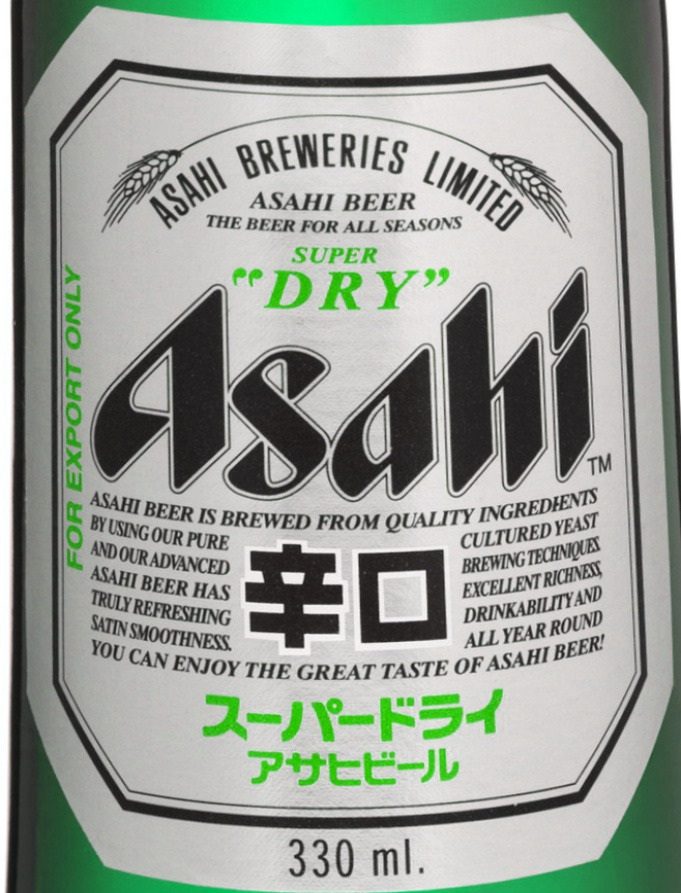 ASAHI BREWERIES LIMITED
ASAHI BEER
THE BEER FOR ALL SEASONS
SUPER
“DRY”
Asahi TM
FOR EXPORT ONLY
ASAHI BEER IS BREWED FROM QUALITY INGREDIENTS
BY USING OUR PURE CULTURED YEAST
AND OUR ADVANCED BREWING TECHNIQUES.
ASAHI BEER HAS EXCELLENT RICHNESS,
TRULY REFRESHING DRINKABILITY AND
SATIN SMOOTHNESS. ALL YEAR ROUND
辛口
YOU CAN ENJOY THE GREAT TASTE OF ASAHI BEER!
スーパードライ
アサヒビール
330 ml.